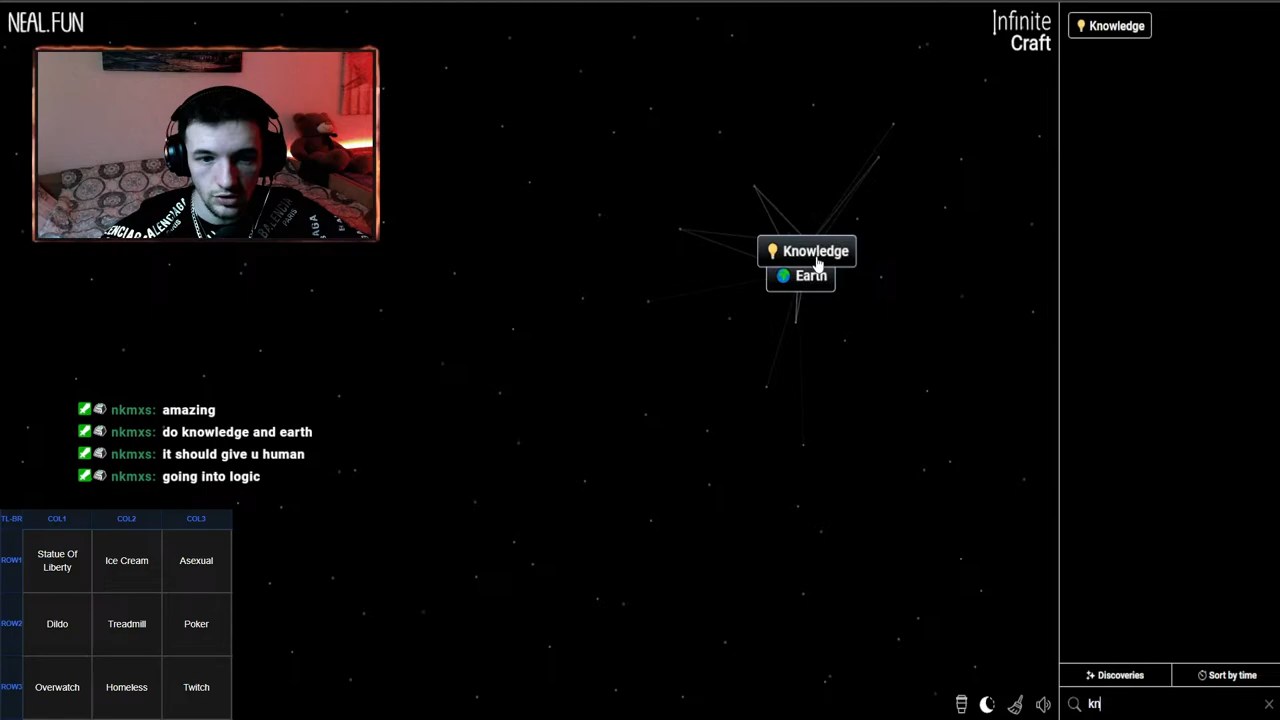 NEAL.FUN
Infinite
Craft
💡 Knowledge
💡 Knowledge
🌍 Earth
BALENCIA
PARIS
nkmxs: amazing
nkmxs: do knowledge and earth
nkmxs: it should give u human
nkmxs: going into logic
TL-BR COL1 COL2 COL3
ROW1 Statue Of Liberty Ice Cream Asexual
ROW2 Dildo Treadmill Poker
ROW3 Overwatch Homeless Twitch
Discoveries
Sort by time
kn